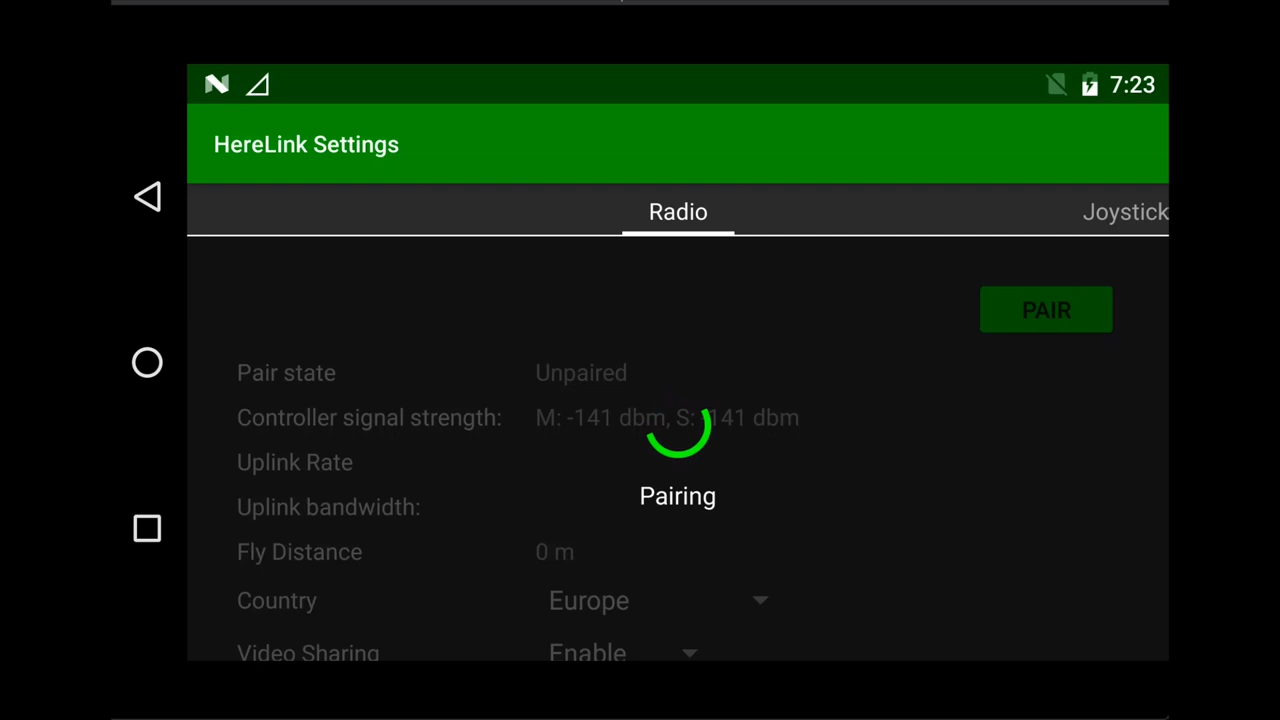 7:23
HereLink Settings
Radio Joystick
PAIR
Pair state Unpaired
Controller signal strength: M: -141 dbm, S: 141 dbm
Uplink Rate
Pairing
Uplink bandwidth:
Fly Distance 0 m
Country Europe
Video Sharing Enable